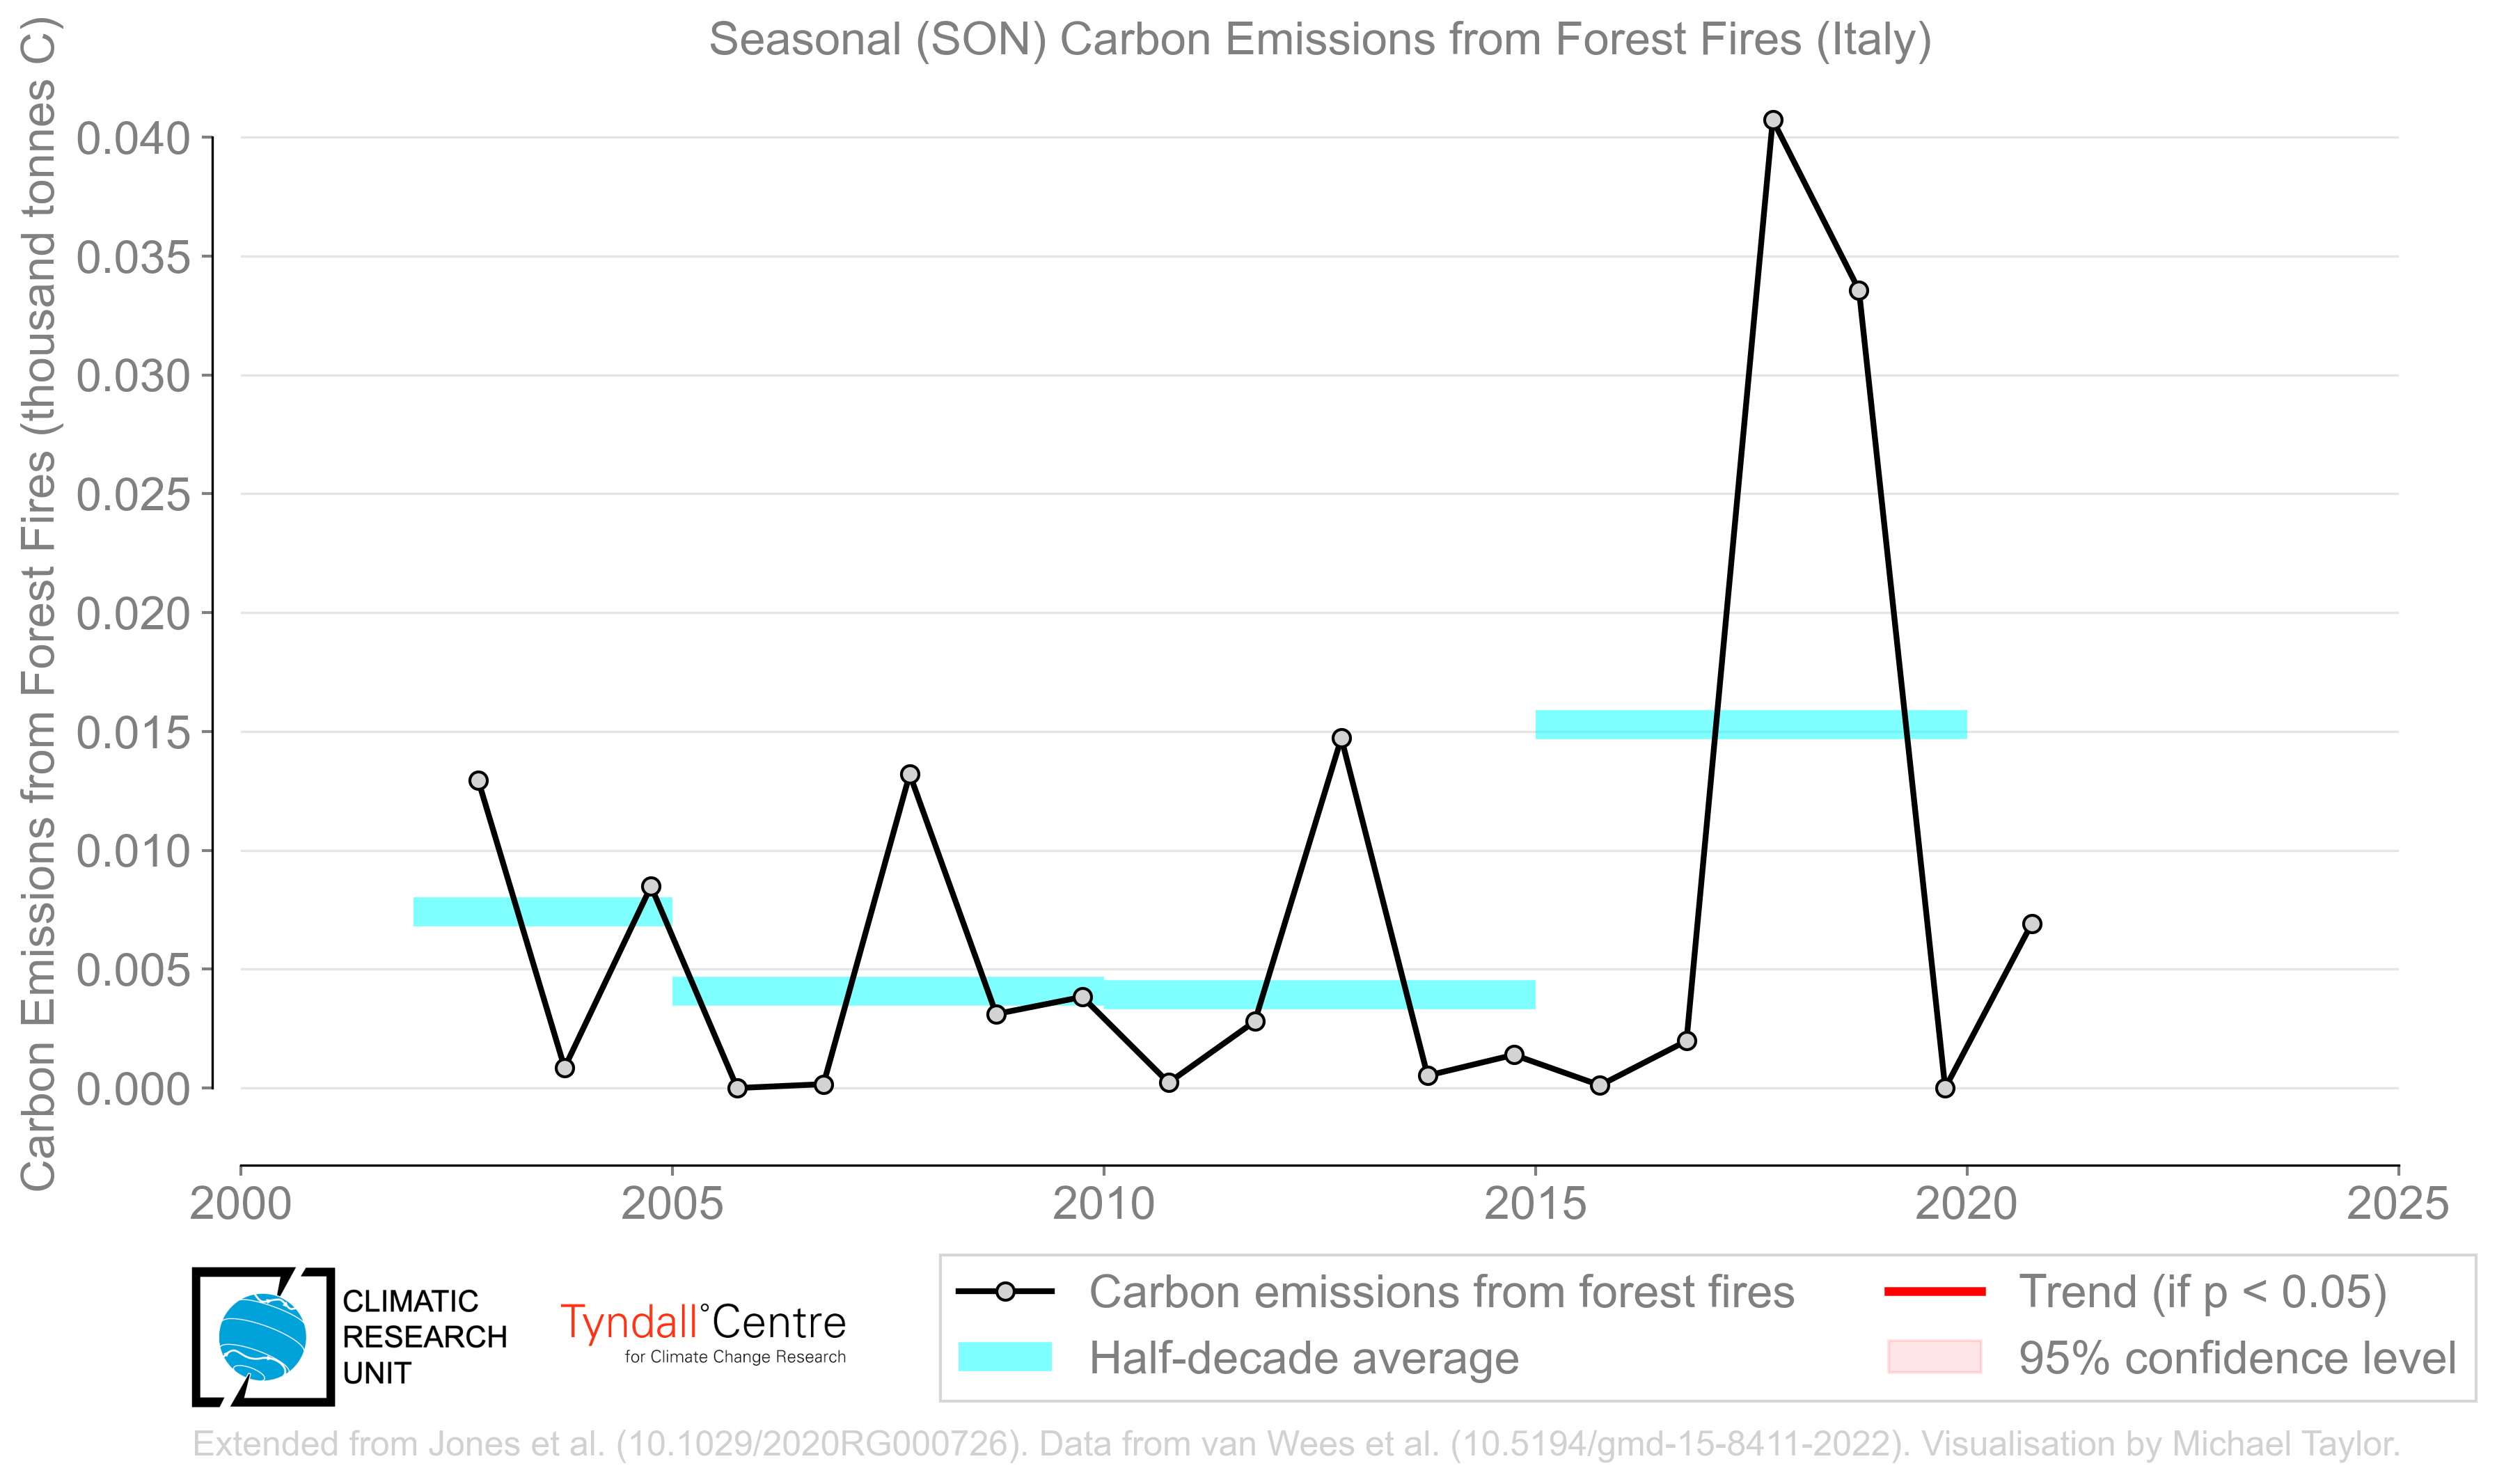 Seasonal (SON) Carbon Emissions from Forest Fires (Italy)
Carbon Emissions from Forest Fires (thousand tonnes C)
0.040
0.035
0.030
0.025
0.020
0.015
0.010
0.005
0.000
2000 2005 2010 2015 2020 2025
CLIMATIC
RESEARCH
UNIT
Tyndall°Centre
for Climate Change Research
Carbon emissions from forest fires
Half-decade average
Trend (if p < 0.05)
95% confidence level
Extended from Jones et al. (10.1029/2020RG000726). Data from van Wees et al. (10.5194/gmd-15-8411-2022). Visualisation by Michael Taylor.